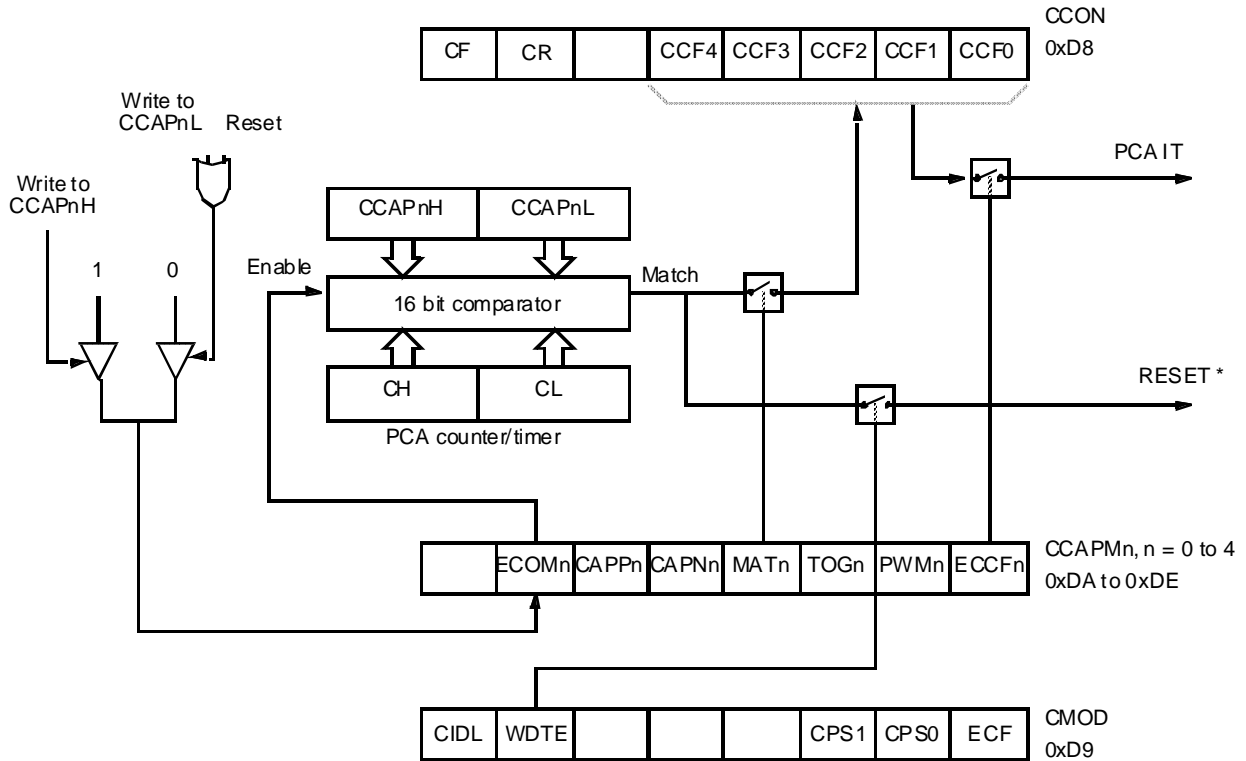 CCON
CF CR CCF4 CCF3 CCF2 CCF1 CCF0
0xD8
Write to
CCAPnL Reset
PCA IT
Write to
CCAPnH
CCAPnH CCAPnL
1 0
Enable
Match
16 bit comparator
CH CL
RESET *
PCA counter/timer
ECOMn CAPPn CAPNn MATn TOGn PWMn ECCFn
CCAPMn, n = 0 to 4
0xDA to 0xDE
CIDL WDTE CPS1 CPS0 ECF
CMOD
0xD9